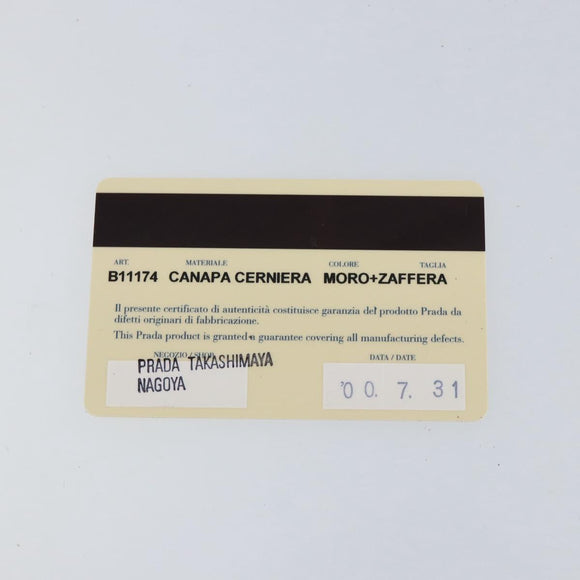 ART. MATERIALE COLORE TAGLIA
B11174 CANAPA CERNIERA MORO+ZAFFERA
Il presente certificato di autenticità costituisce garanzia del prodotto Prada da
difetti originari di fabbricazione.
This Prada product is granted a guarantee covering all manufacturing defects.
NEGOZIO / SHOP DATA / DATE
PRADA TAKASHIMAYA
NAGOYA
'00. 7. 31